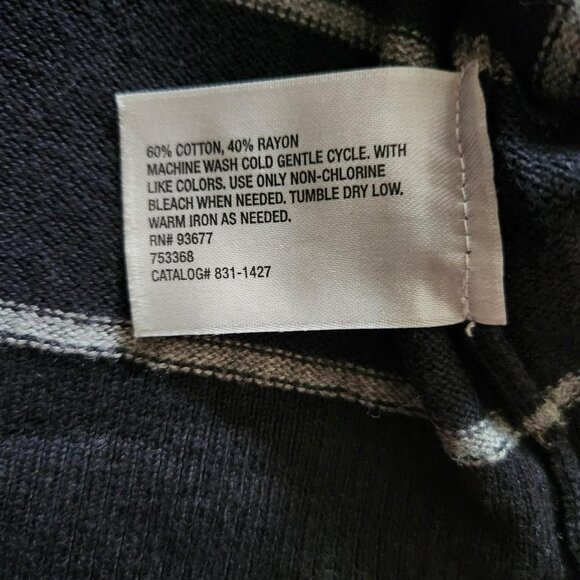 60% COTTON, 40% RAYON
MACHINE WASH COLD GENTLE CYCLE. WITH
LIKE COLORS. USE ONLY NON-CHLORINE
BLEACH WHEN NEEDED. TUMBLE DRY LOW.
WARM IRON AS NEEDED.
RN# 93677
753368
CATALOG# 831-1427